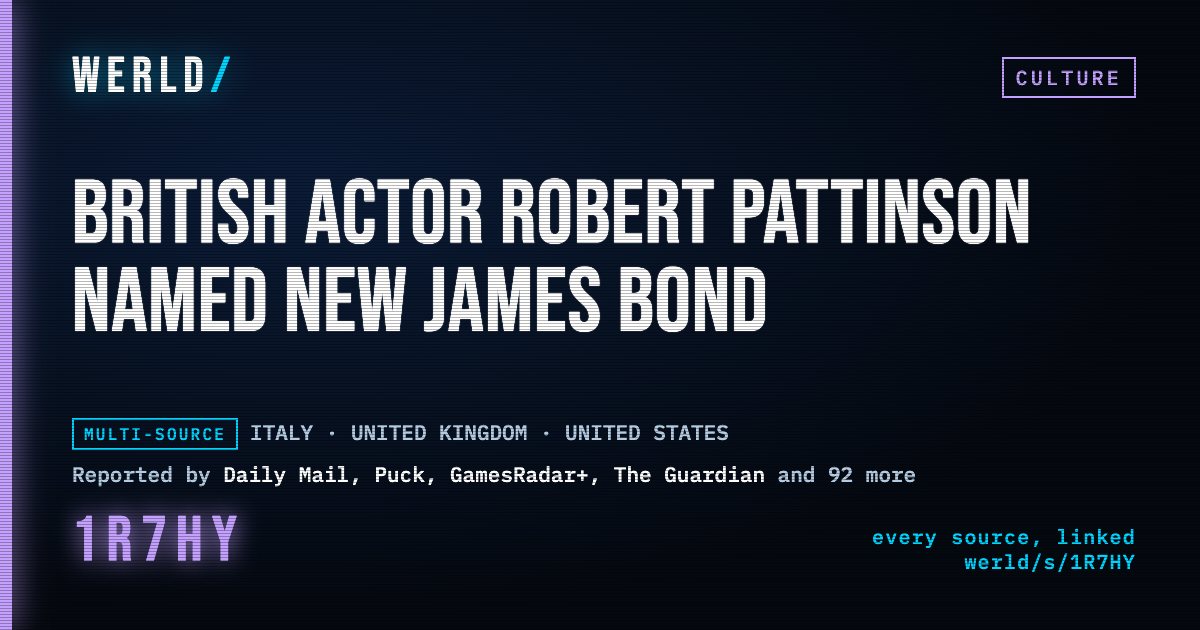 WERLD/
CULTURE
BRITISH ACTOR ROBERT PATTINSON
NAMED NEW JAMES BOND
MULTI-SOURCE ITALY · UNITED KINGDOM · UNITED STATES
Reported by Daily Mail, Puck, GamesRadar+, The Guardian and 92 more
1R7HY
every source, linked
werld/s/1R7HY